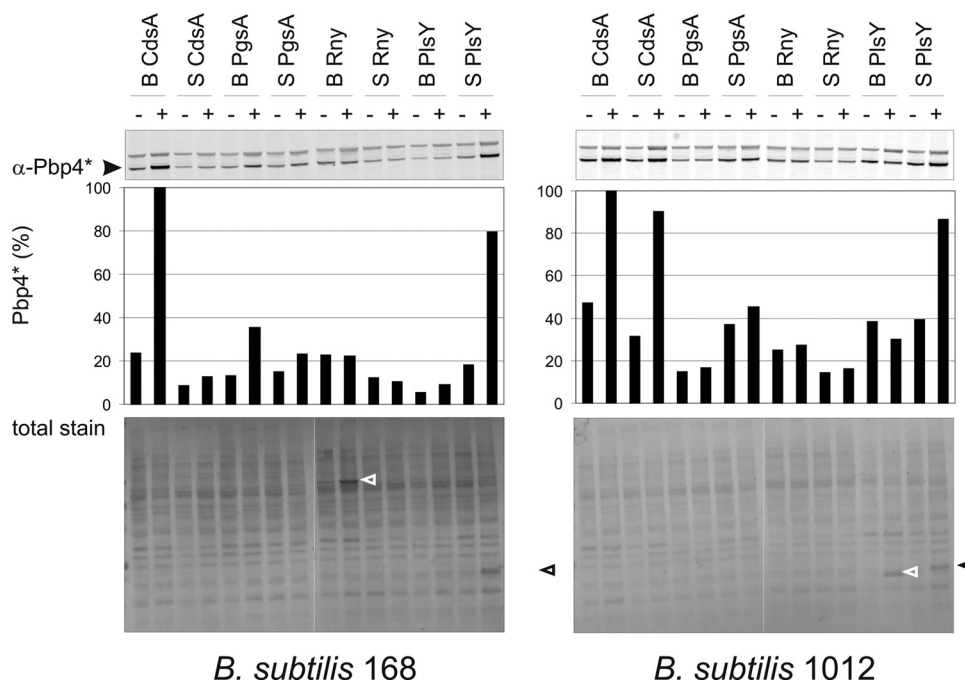 B CdsA S CdsA B PgsA S PgsA B Rny S Rny B PlsY S PlsY B CdsA S CdsA B PgsA S PgsA B Rny S Rny B PlsY S PlsY
- + - + - + - + - + - + - + - + - + - + - + - + - + - + - + - +
α-Pbp4*
Pbp4* (%)
100 100
80 80
60 60
40 40
20 20
0 0
total stain
B. subtilis 168 B. subtilis 1012